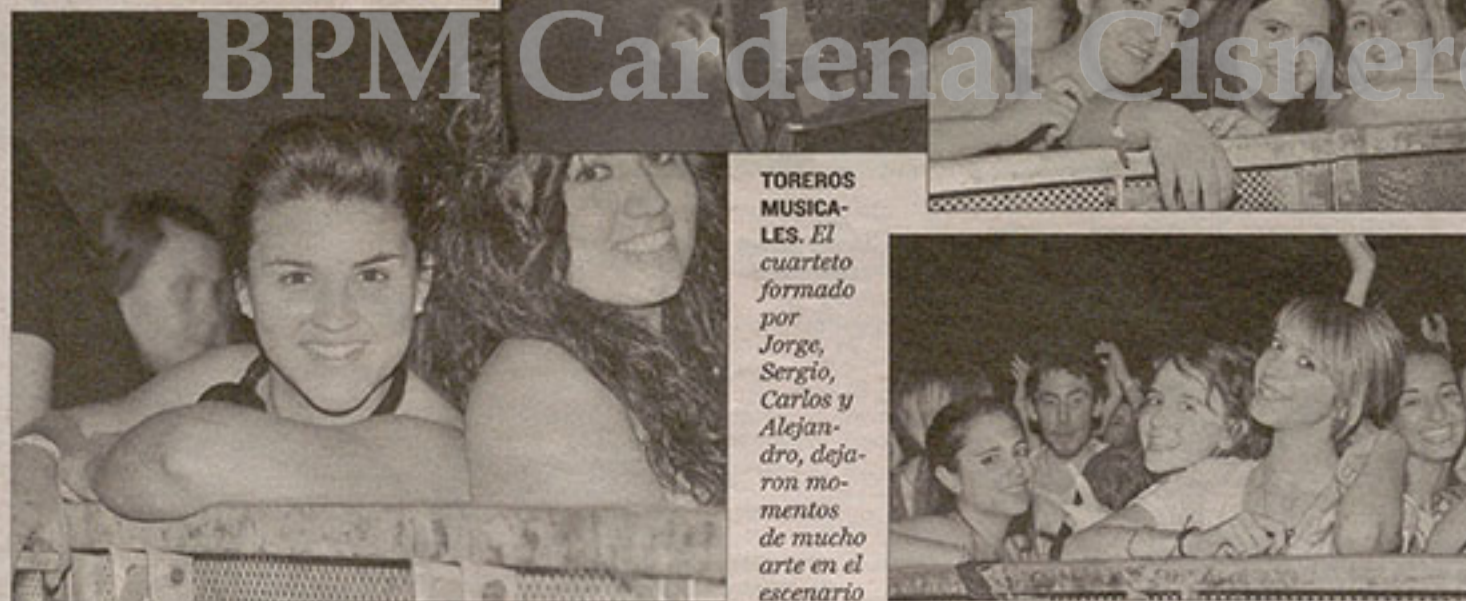 BPM Cardenal Cisnero
TOREROS
MUSICA-
LES. El
cuarteto
formado
por
Jorge,
Sergio,
Carlos y
Alejan-
dro, deja-
ron mo-
mentos
de mucho
arte en el
escenario